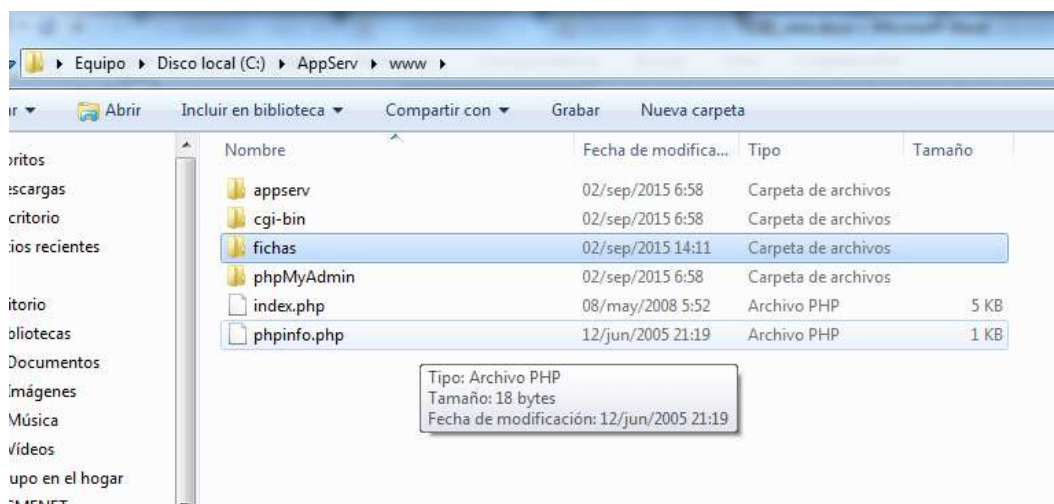 Equipo ▸ Disco local (C:) ▸ AppServ ▸ www ▸
Abrir Incluir en biblioteca ▾ Compartir con ▾ Grabar Nueva carpeta
Nombre Fecha de modifica... Tipo Tamaño
oritos
escargas
critorio
ios recientes
itorio
bliotecas
Documentos
mágenes
Música
Vídeos
upo en el hogar
appserv 02/sep/2015 6:58 Carpeta de archivos
cgi-bin 02/sep/2015 6:58 Carpeta de archivos
fichas 02/sep/2015 14:11 Carpeta de archivos
phpMyAdmin 02/sep/2015 6:58 Carpeta de archivos
index.php 08/may/2008 5:52 Archivo PHP 5 KB
phpinfo.php 12/jun/2005 21:19 Archivo PHP 1 KB
Tipo: Archivo PHP
Tamaño: 18 bytes
Fecha de modificación: 12/jun/2005 21:19